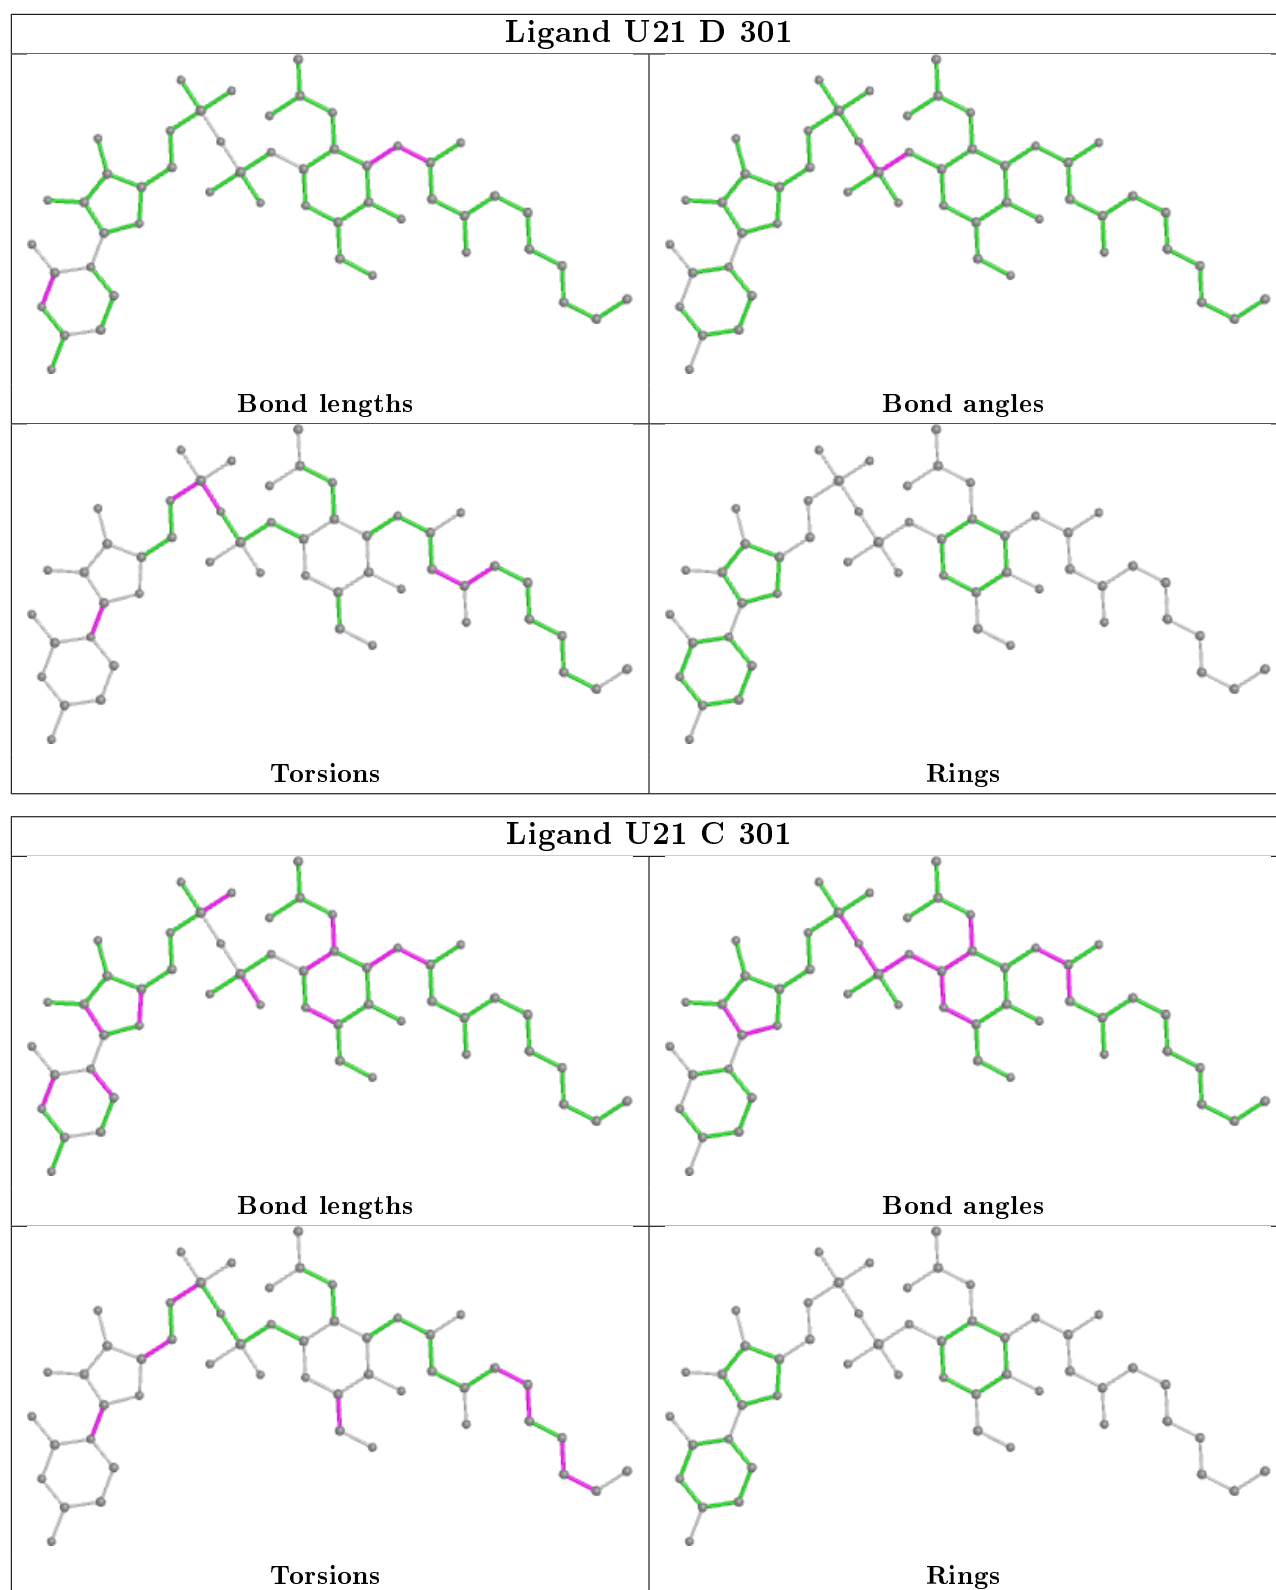 Ligand U21 D 301
Bond lengths
Bond angles
Torsions
Rings
Ligand U21 C 301
Bond lengths
Bond angles
Torsions
Rings